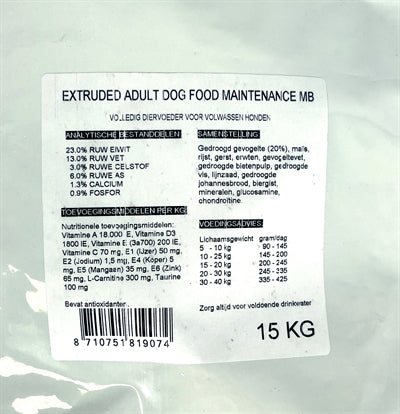 EXTRUDED ADULT DOG FOOD MAINTENANCE MB
VOLLEDIG DIERVOEDER VOOR VOLWASSEN HONDEN
ANALYTISCHE BESTANDDELEN
23.0% RUW EIWIT
13.0% RUW VET
3.0% RUWE CELSTOF
6.0% RUWE AS
1.3% CALCIUM
0.9% FOSFOR
TOEVOEGINGSMIDDELEN PER KG
Nutritionele toevoegingsmiddelen:
Vitamine A 18.000 E, Vitamine D3
1800 IE, Vitamine E (3a700) 200 IE,
Vitamine C 70 mg, E1 (IJzer) 50 mg,
E2 (Jodium) 1,5 mg, E4 (Koper) 5
mg, E5 (Mangaan) 35 mg, E6 (Zink)
65 mg, L-Carnitine 300 mg, Taurine
100 mg
Bevat antioxidanten.
8 710751 819074
SAMENSTELLING:
Gedroogd gevogelte (20%), maïs,
rijst, gerst, erwten, gevogeltevet,
gedroogde bietenpulp, gedroogde
vis, lijnzaad, gedroogde
johannesbrood, biergist,
mineralen, glucosamine,
chondroïtine.
VOEDINGSADVIES:
Lichaamsgewicht gram/dag
5 - 10 kg 90 - 145
10 - 25 kg 145 - 200
15 - 20 kg 200 - 245
20 - 30 kg 245 - 335
30 - 40 kg 335 - 425
Zorg altijd voor voldoende drinkwater
15 KG